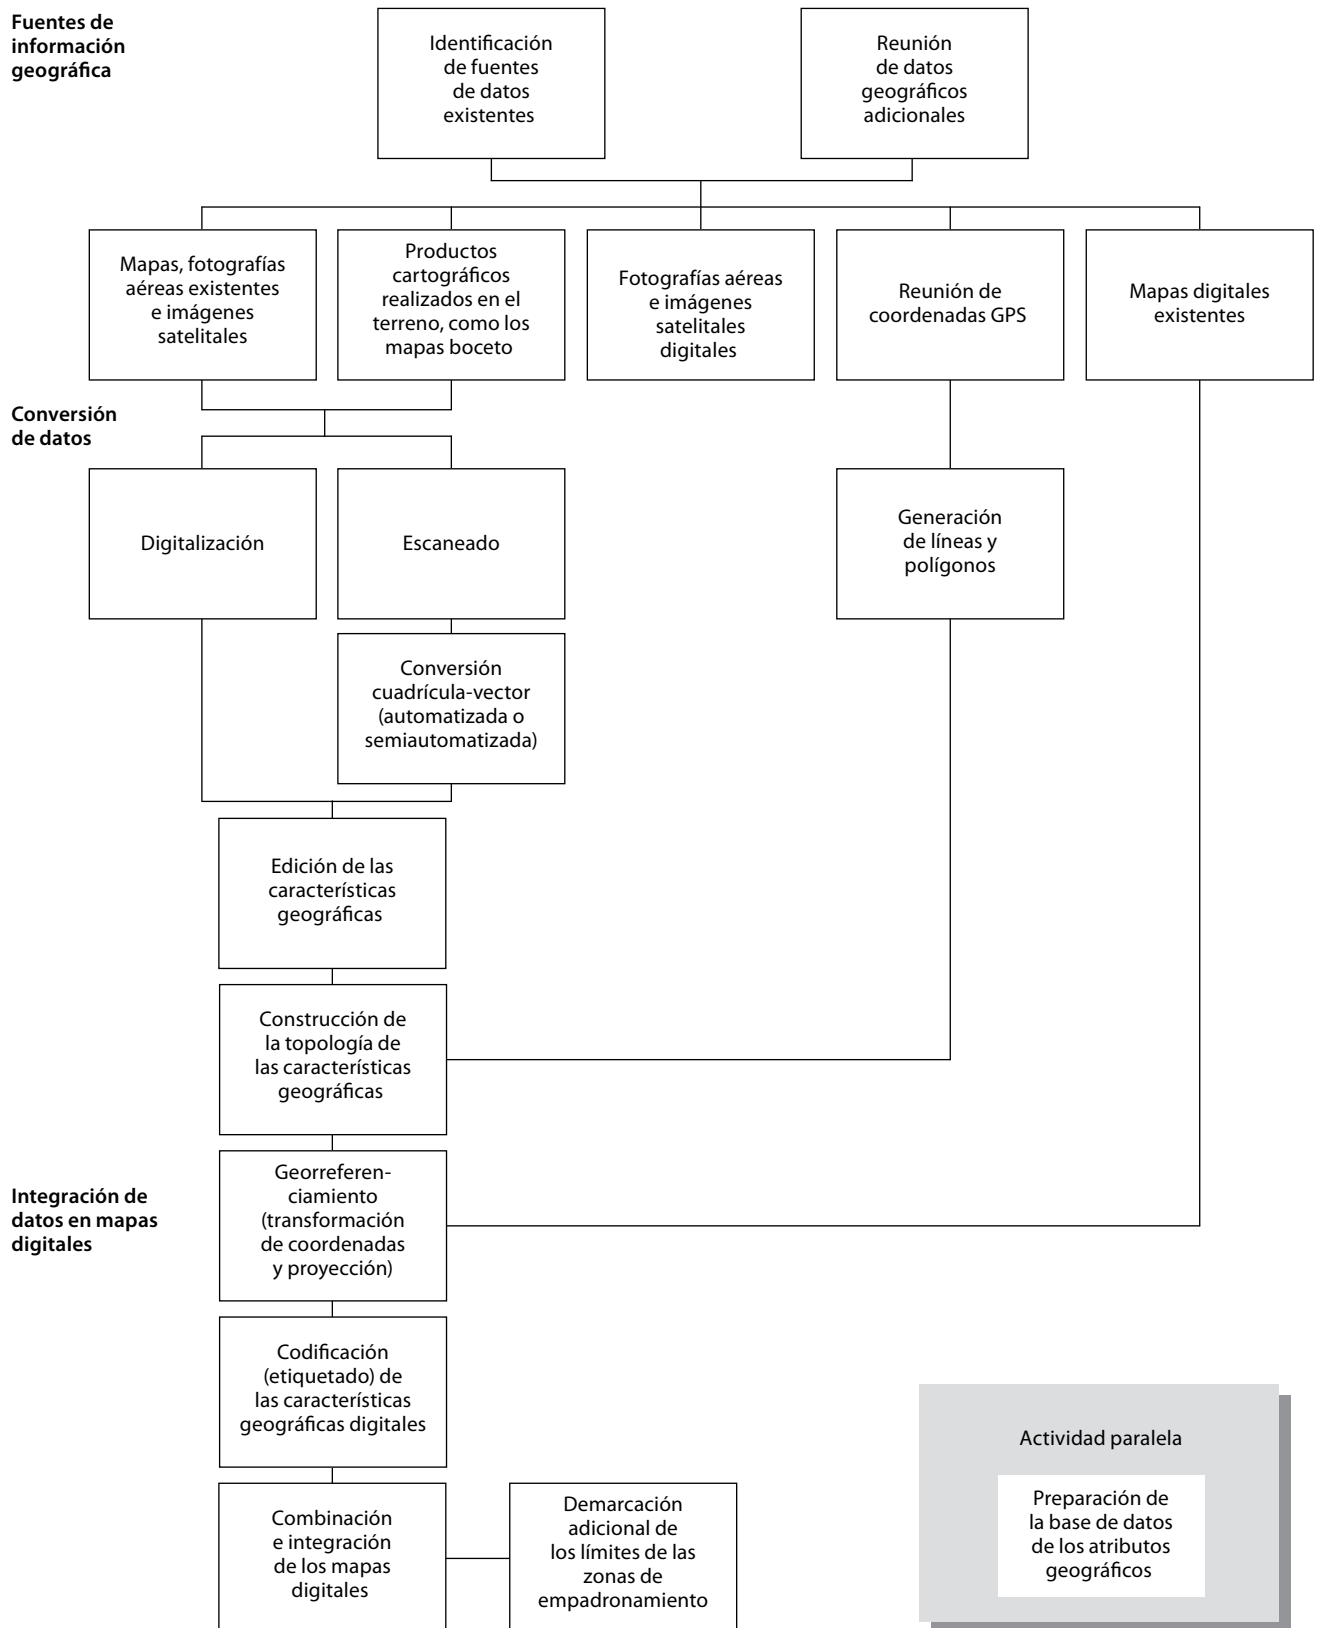 Fuentes de
información
geográfica
Identificación
de fuentes
de datos
existentes
Reunión
de datos
geográficos
adicionales
Mapas, fotografías
aéreas existentes
e imágenes
satelitales
Productos
cartográficos
realizados en el
terreno, como los
mapas boceto
Fotografías aéreas
e imágenes
satelitales
digitales
Reunión de
coordenadas GPS
Mapas digitales
existentes
Conversión
de datos
Digitalización
Escaneado
Generación
de líneas y
polígonos
Conversión
cuadrícula-vector
(automatizada o
semiautomatizada)
Edición de las
características
geográficas
Construcción de
la topología de
las características
geográficas
Integración de
datos en mapas
digitales
Georreferen-
ciamiento
(transformación
de coordenadas
y proyección)
Codificación
(etiquetado) de
las características
geográficas digitales
Combinación
e integración
de los mapas
digitales
Demarcación
adicional de
los límites de las
zonas de
empadronamiento
Actividad paralela
Preparación de
la base de datos
de los atributos
geográficos